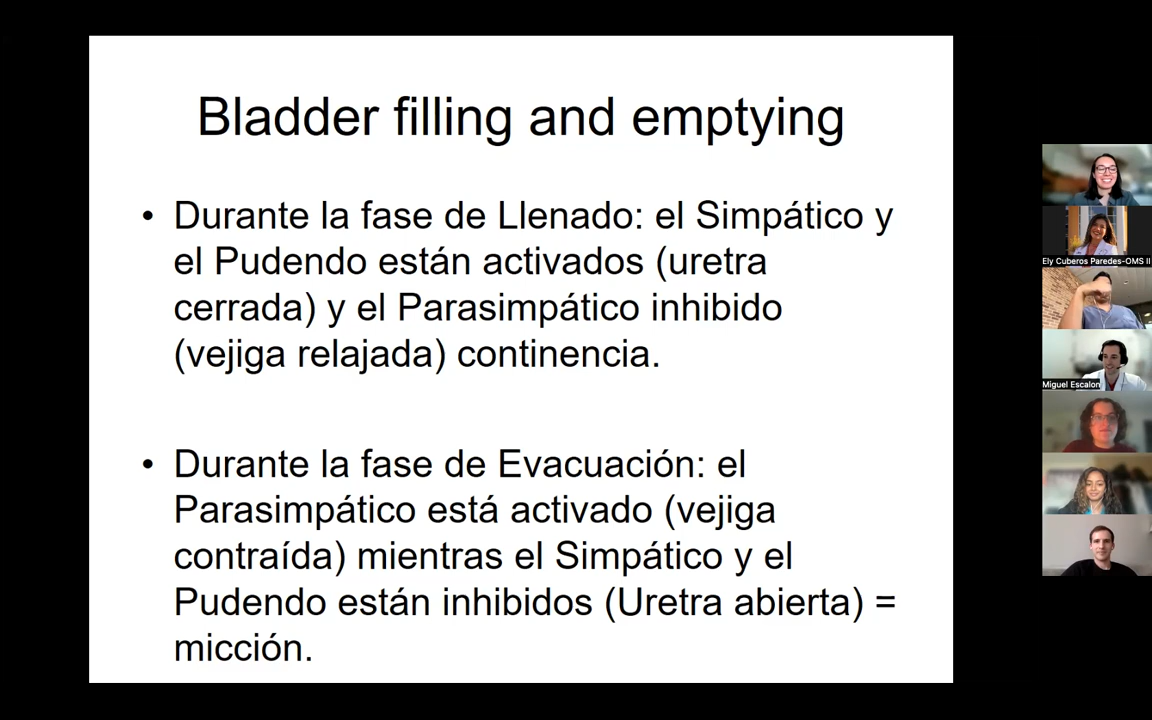 Bladder filling and emptying
• Durante la fase de Llenado: el Simpático y
el Pudendo están activados (uretra
cerrada) y el Parasimpático inhibido
(vejiga relajada) continencia.
• Durante la fase de Evacuación: el
Parasimpático está activado (vejiga
contraída) mientras el Simpático y el
Pudendo están inhibidos (Uretra abierta) =
micción.
Ely Cuberos Paredes-OMS II
Miguel Escalon